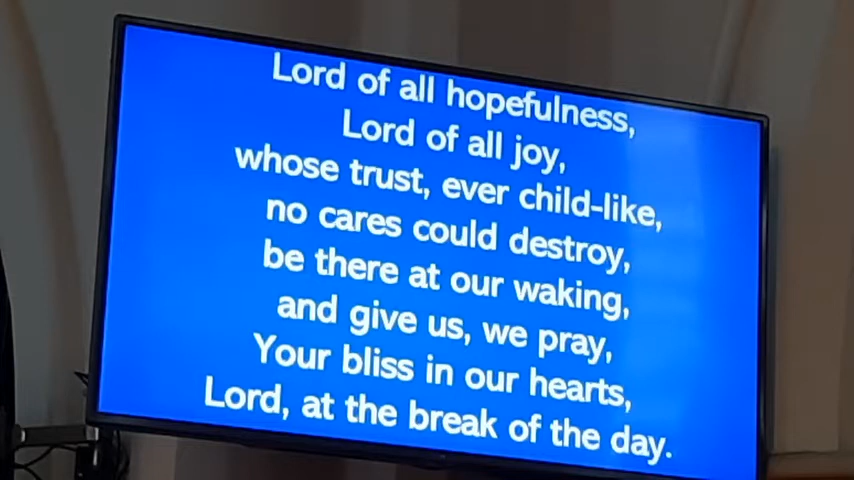 Lord of all hopefulness,
Lord of all joy,
whose trust, ever child-like,
no cares could destroy,
be there at our waking,
and give us, we pray,
Your bliss in our hearts,
Lord, at the break of the day.